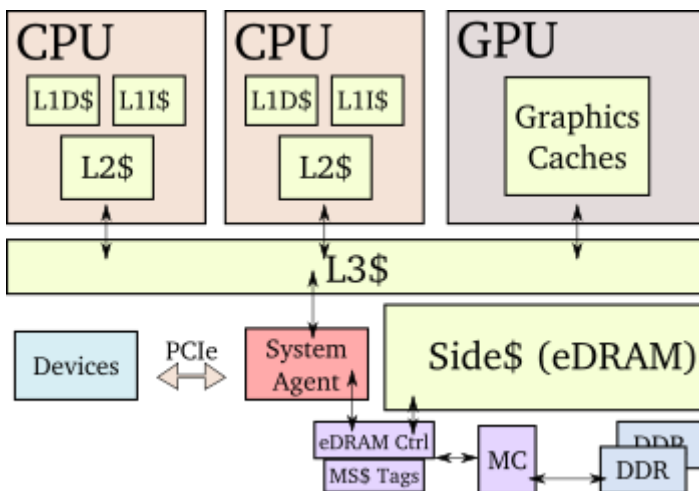 CPU
CPU
GPU
L1D$
L1I$
L1D$
L1I$
Graphics
Caches
L2$
L2$
L3$
Devices
PCIe
System
Agent
Side$ (eDRAM)
eDRAM Ctrl
MS$ Tags
MC
DDR
DDR